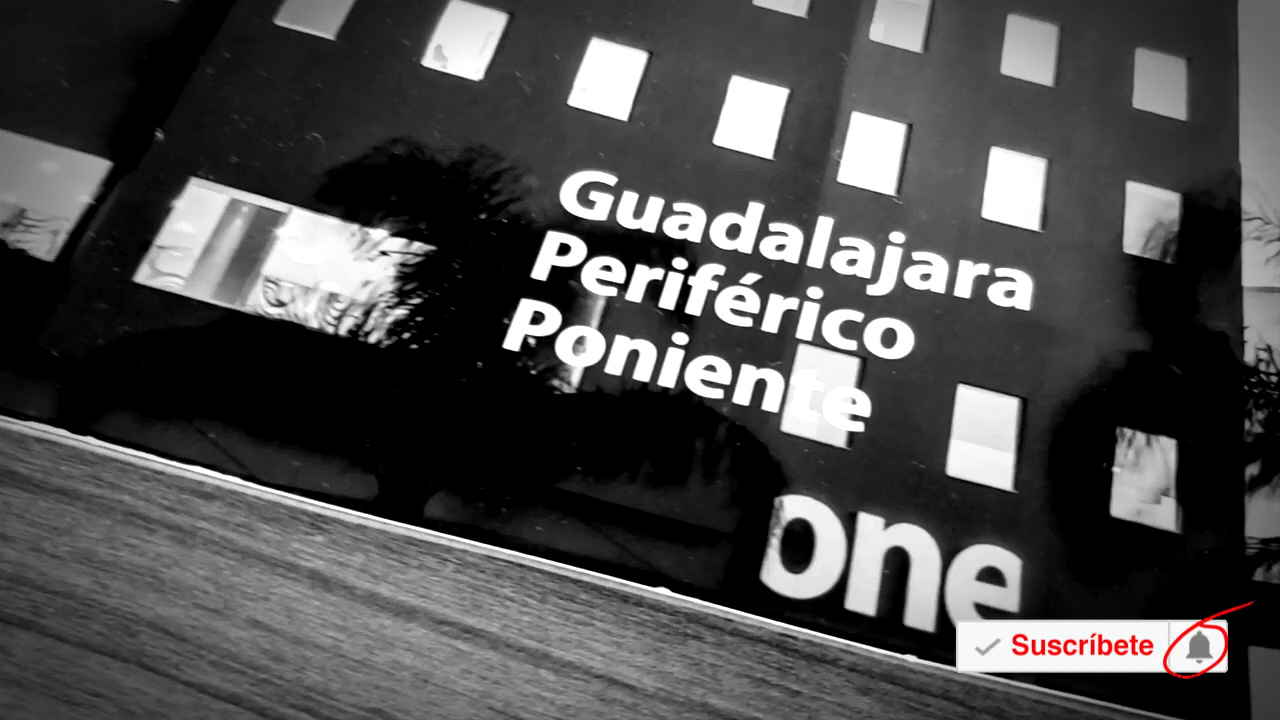 Guadalajara
Periférico
Poniente
one
Suscríbete